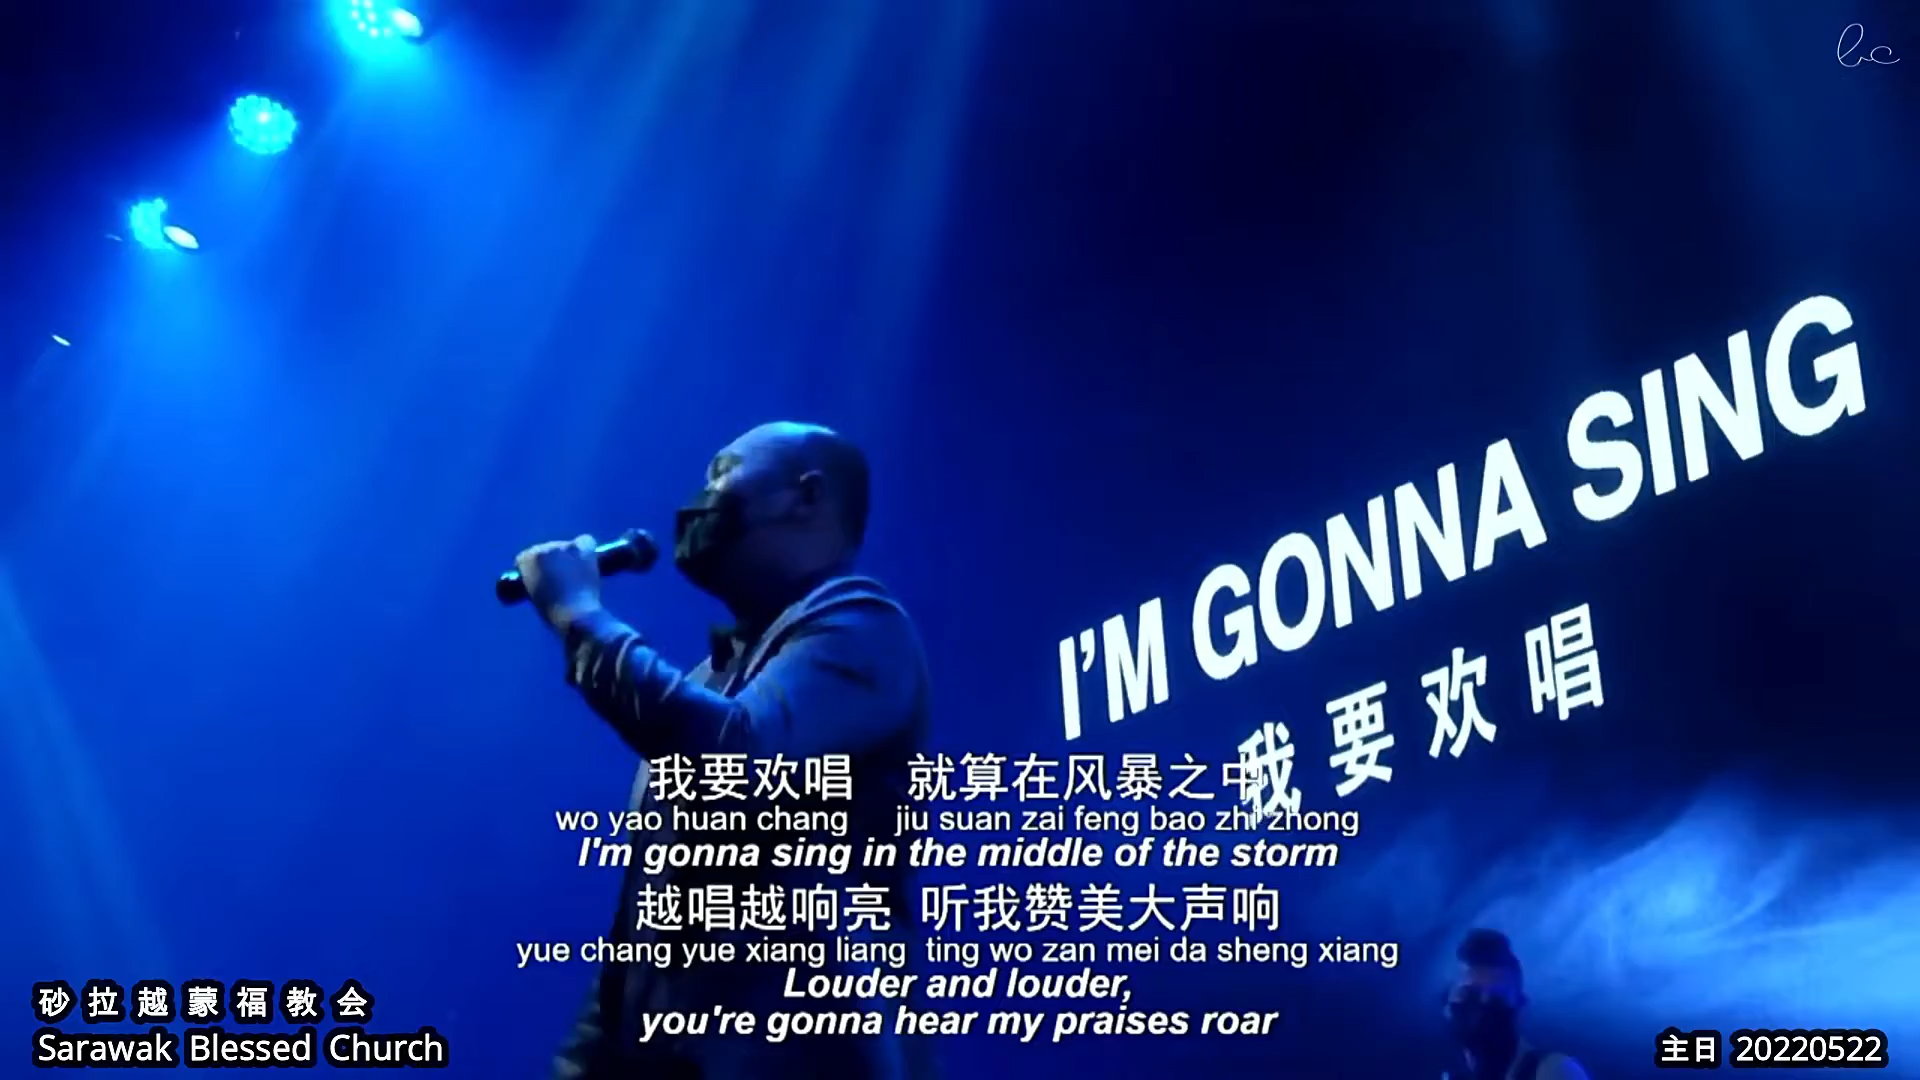 I'M GONNA SING
我要欢唱
我要欢唱 就算在风暴之中
wo yao huan chang jiu suan zai feng bao zhi zhong
I'm gonna sing in the middle of the storm
越唱越响亮 听我赞美大声响
yue chang yue xiang liang ting wo zan mei da sheng xiang
Louder and louder,
you're gonna hear my praises roar
砂拉越蒙福教会
Sarawak Blessed Church
主日 20220522